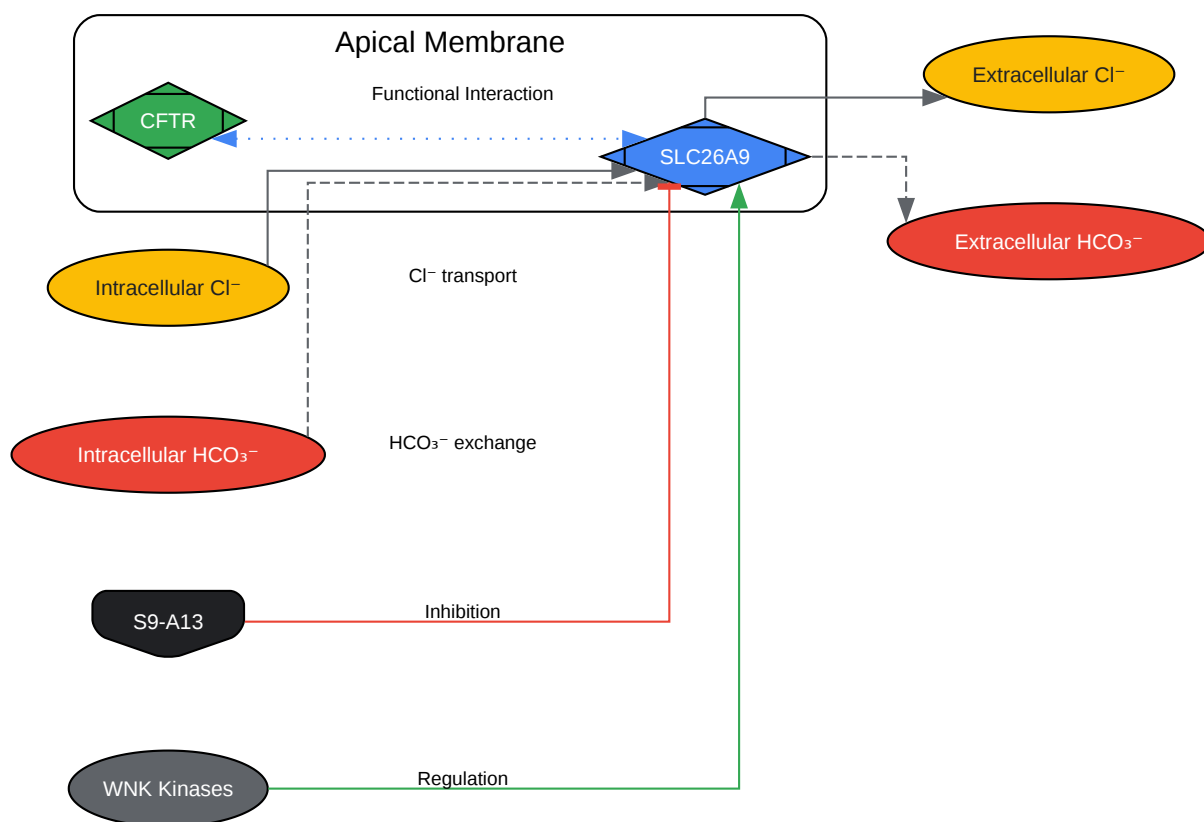 Apical Membrane
Extracellular Cl⁻
Functional Interaction
CFTR
SLC26A9
Extracellular HCO₃⁻
Cl⁻ transport
Intracellular Cl⁻
HCO₃⁻ exchange
Intracellular HCO₃⁻
Inhibition
S9-A13
Regulation
WNK Kinases